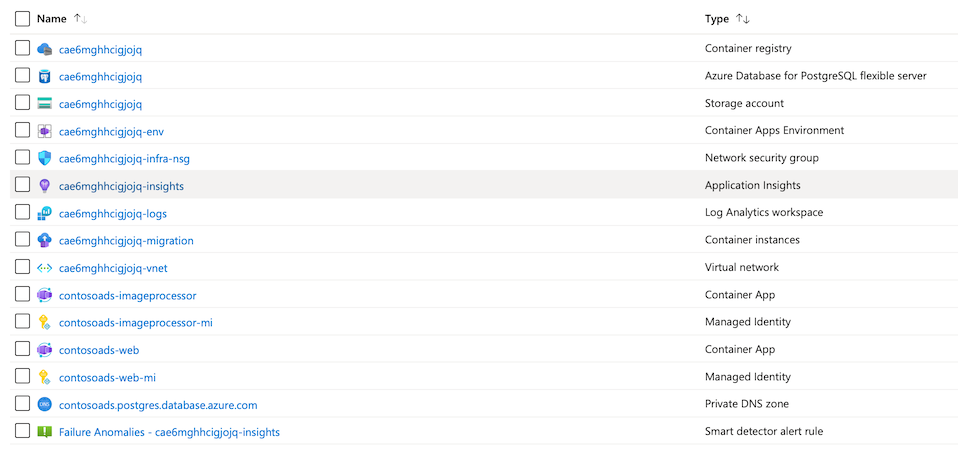 Name ↑↓ Type ↑↓
cae6mghhcigjojq Container registry
cae6mghhcigjojq Azure Database for PostgreSQL flexible server
cae6mghhcigjojq Storage account
cae6mghhcigjojq-env Container Apps Environment
cae6mghhcigjojq-infra-nsg Network security group
cae6mghhcigjojq-insights Application Insights
cae6mghhcigjojq-logs Log Analytics workspace
cae6mghhcigjojq-migration Container instances
cae6mghhcigjojq-vnet Virtual network
contosoads-imageprocessor Container App
contosoads-imageprocessor-mi Managed Identity
contosoads-web Container App
contosoads-web-mi Managed Identity
DNS contosoads.postgres.database.azure.com Private DNS zone
Failure Anomalies - cae6mghhcigjojq-insights Smart detector alert rule